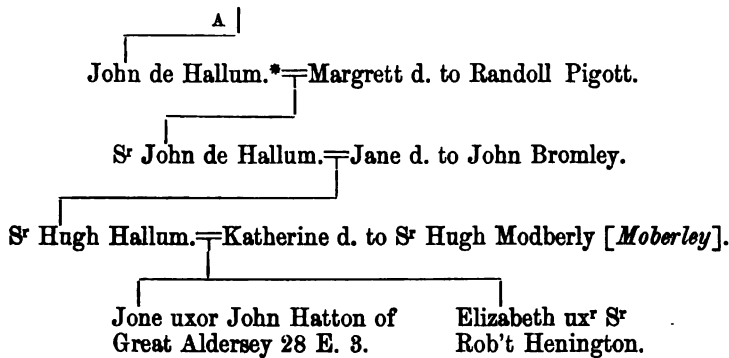 A
John de Hallum.*=Margrett d. to Randoll Pigott.
Sʳ John de Hallum.=Jane d. to John Bromley.
Sʳ Hugh Hallum.=Katherine d. to Sʳ Hugh Modberly [Moberley].
Jone uxor John Hatton of
Great Aldersey 28 E. 3.
Elizabeth uxʳ Sʳ
Rob't Henington.